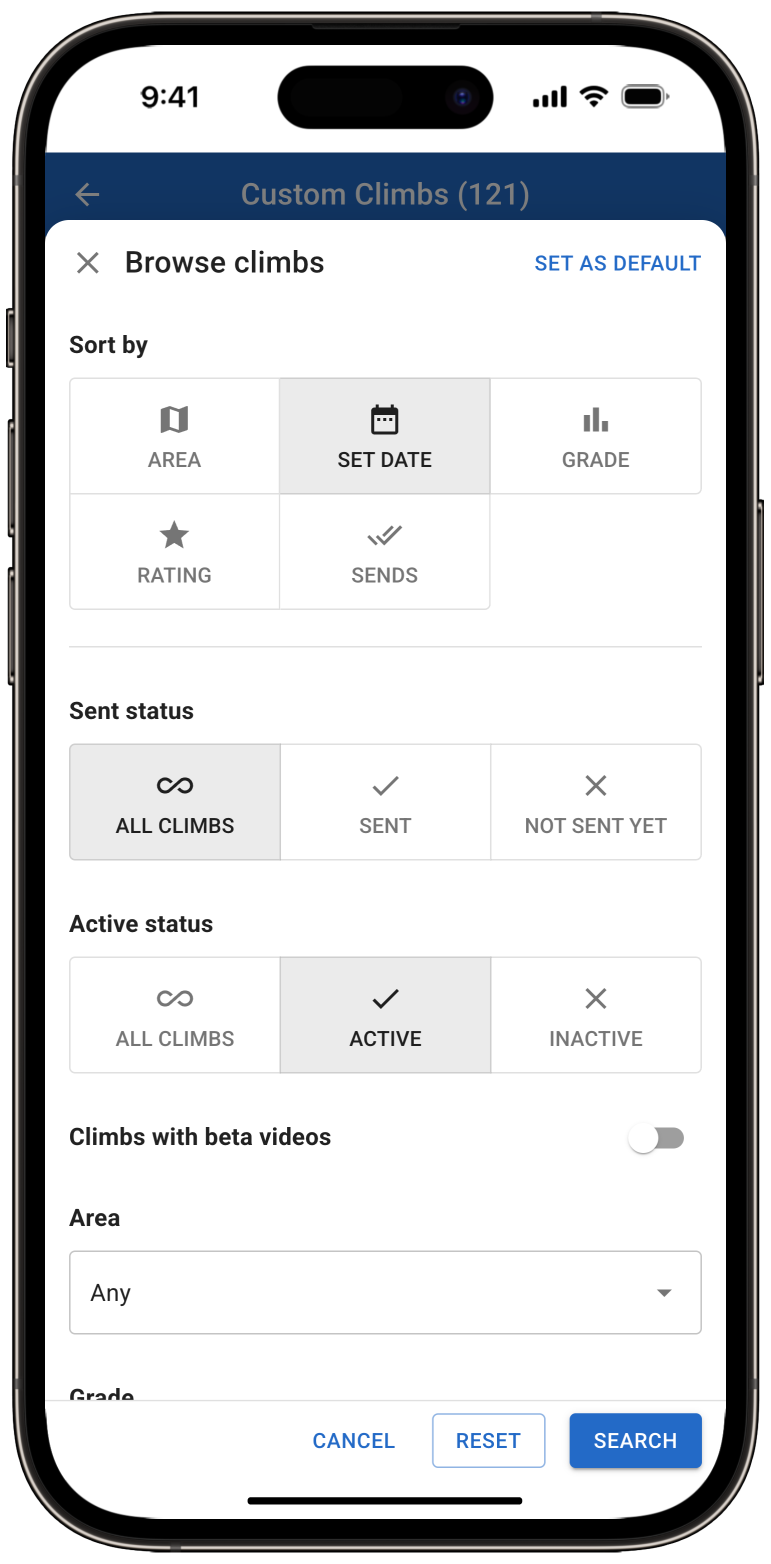 9:41
Custom Climbs (121)
Browse climbs
SET AS DEFAULT
Sort by
AREA
SET DATE
GRADE
RATING
SENDS
Sent status
ALL CLIMBS
SENT
NOT SENT YET
Active status
ALL CLIMBS
ACTIVE
INACTIVE
Climbs with beta videos
Area
Any
Grade
CANCEL
RESET
SEARCH